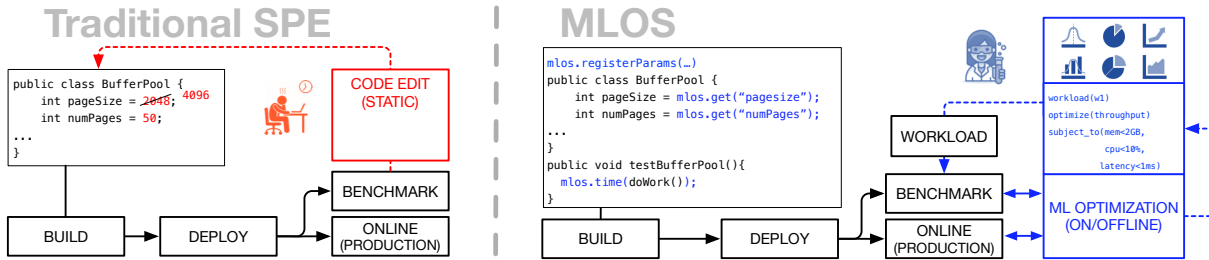 Traditional SPE
public class BufferPool {
int pageSize = 2048; 4096
int numPages = 50;
...
}
CODE EDIT
(STATIC)
BENCHMARK
BUILD
DEPLOY
ONLINE
(PRODUCTION)
MLOS
mlos.registerParams(…)
public class BufferPool {
int pageSize = mlos.get(“pagesize”);
int numPages = mlos.get(“numPages”);
...
}
public void testBufferPool(){
mlos.time(doWork());
}
WORKLOAD
workload(w1)
optimize(throughput)
subject_to(mem<2GB,
cpu<10%,
latency<1ms)
BENCHMARK
BUILD
DEPLOY
ONLINE
(PRODUCTION)
ML OPTIMIZATION
(ON/OFFLINE)